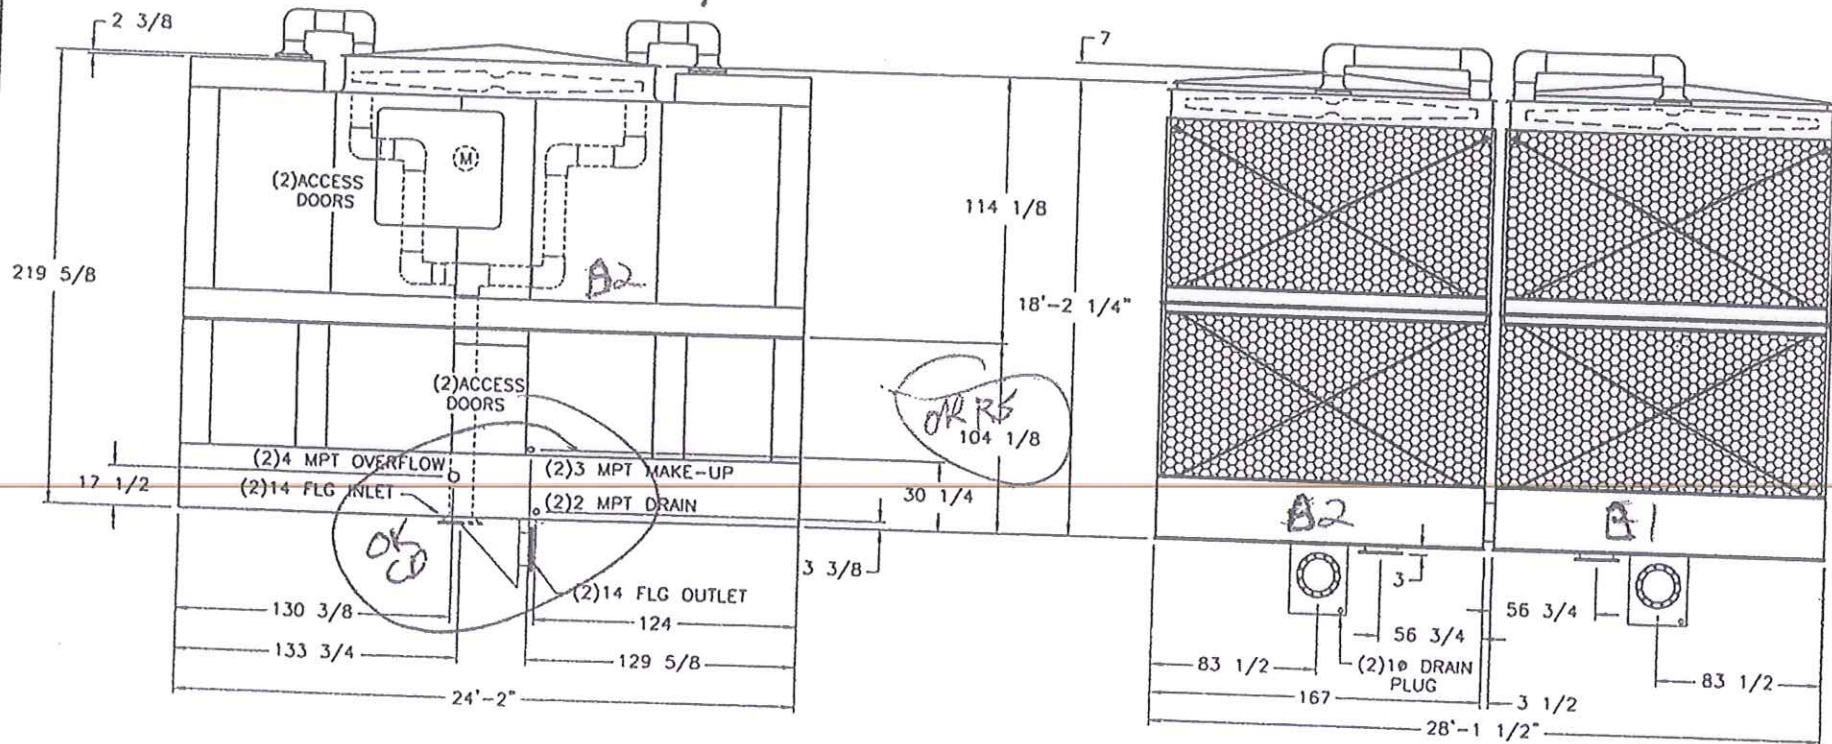 2 3/8
7
(2)ACCESS
DOORS
M
114 1/8
219 5/8
B2
18'-2 1/4"
(2)ACCESS
DOORS
OK RS
104 1/8
(2)4 MPT OVERFLOW
(2)3 MPT MAKE-UP
17 1/2
(2)14 FLG INLET
30 1/4
(2)2 MPT DRAIN
B2
B1
OK
CD
3 3/8
3
(2)14 FLG OUTLET
130 3/8
124
56 3/4
56 3/4
133 3/4
129 5/8
83 1/2
(2)1ø DRAIN
PLUG
83 1/2
24'-2"
167
3 1/2
28'-1 1/2"